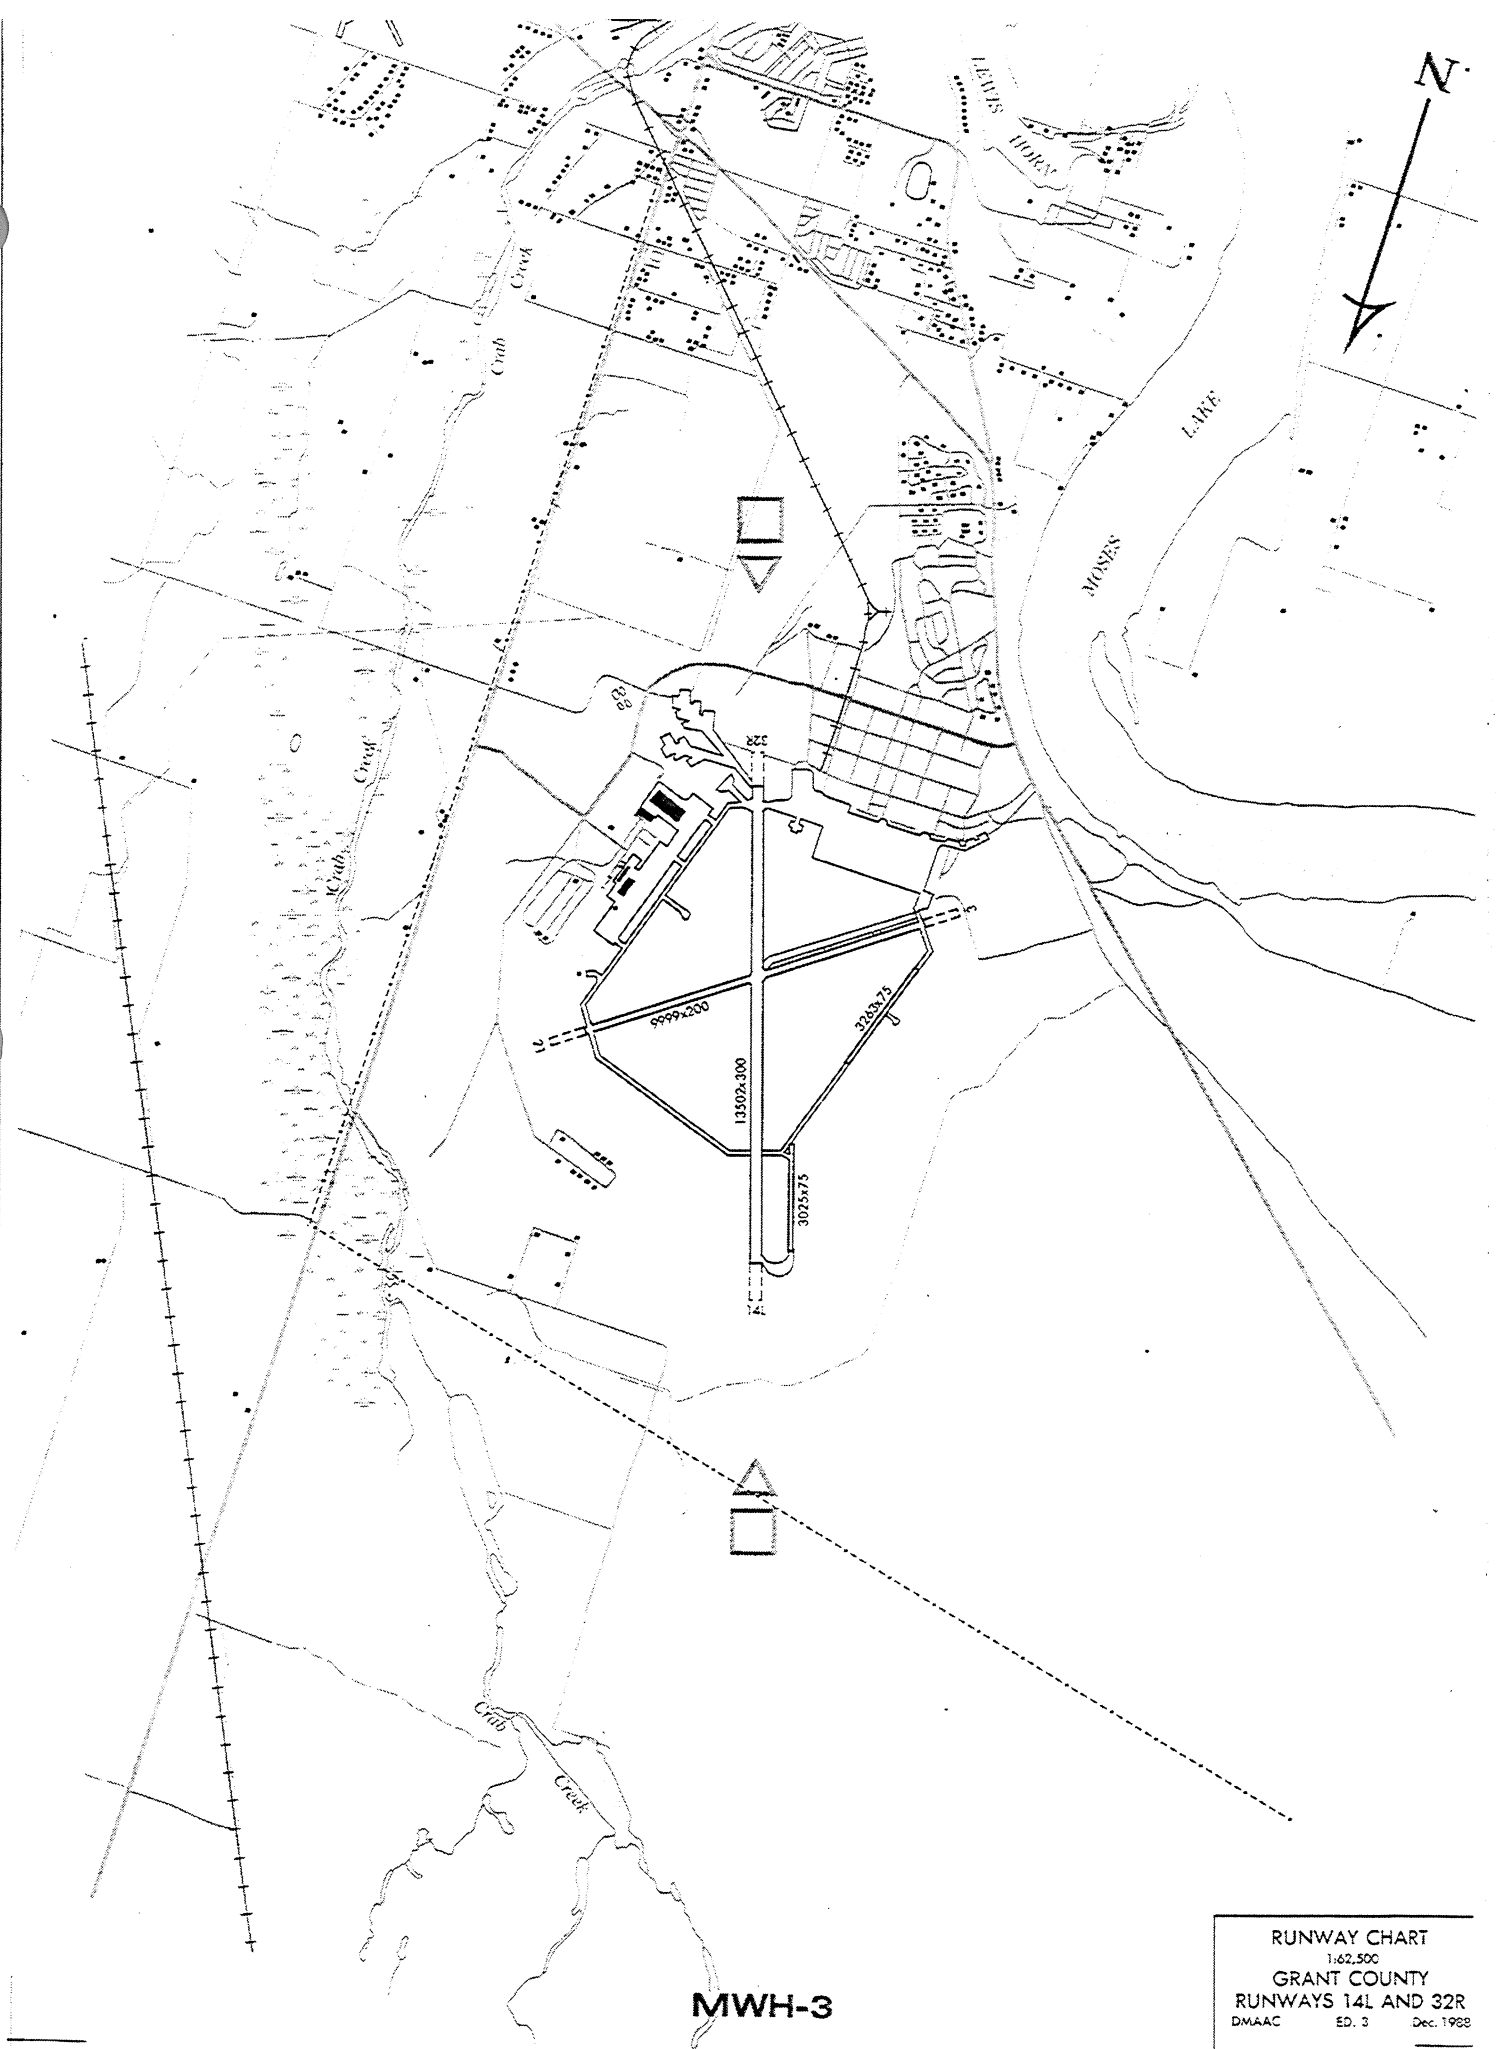 N
LEWIS
HORN
Creek
Crab
LAKE
MOSES
32R
Creek
Crab
3
9999x200
3263x75
21
13502x300
3025x75
14L
Crab
Creek
MWH-3
RUNWAY CHART
1:62,500
GRANT COUNTY
RUNWAYS 14L AND 32R
DMAAC ED. 3 Dec. 1988